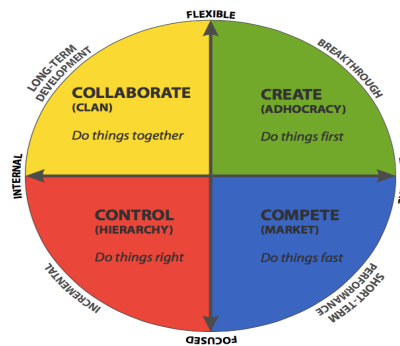 FLEXIBLE
LONG-TERM
DEVELOPMENT
BREAKTHROUGH
COLLABORATE
(CLAN)
Do things together
CREATE
(ADHOCRACY)
Do things first
INTERNAL
CONTROL
(HIERARCHY)
Do things right
COMPETE
(MARKET)
Do things fast
INCREMENTAL
SHORT-TERM
PERFORMANCE
FOCUSED